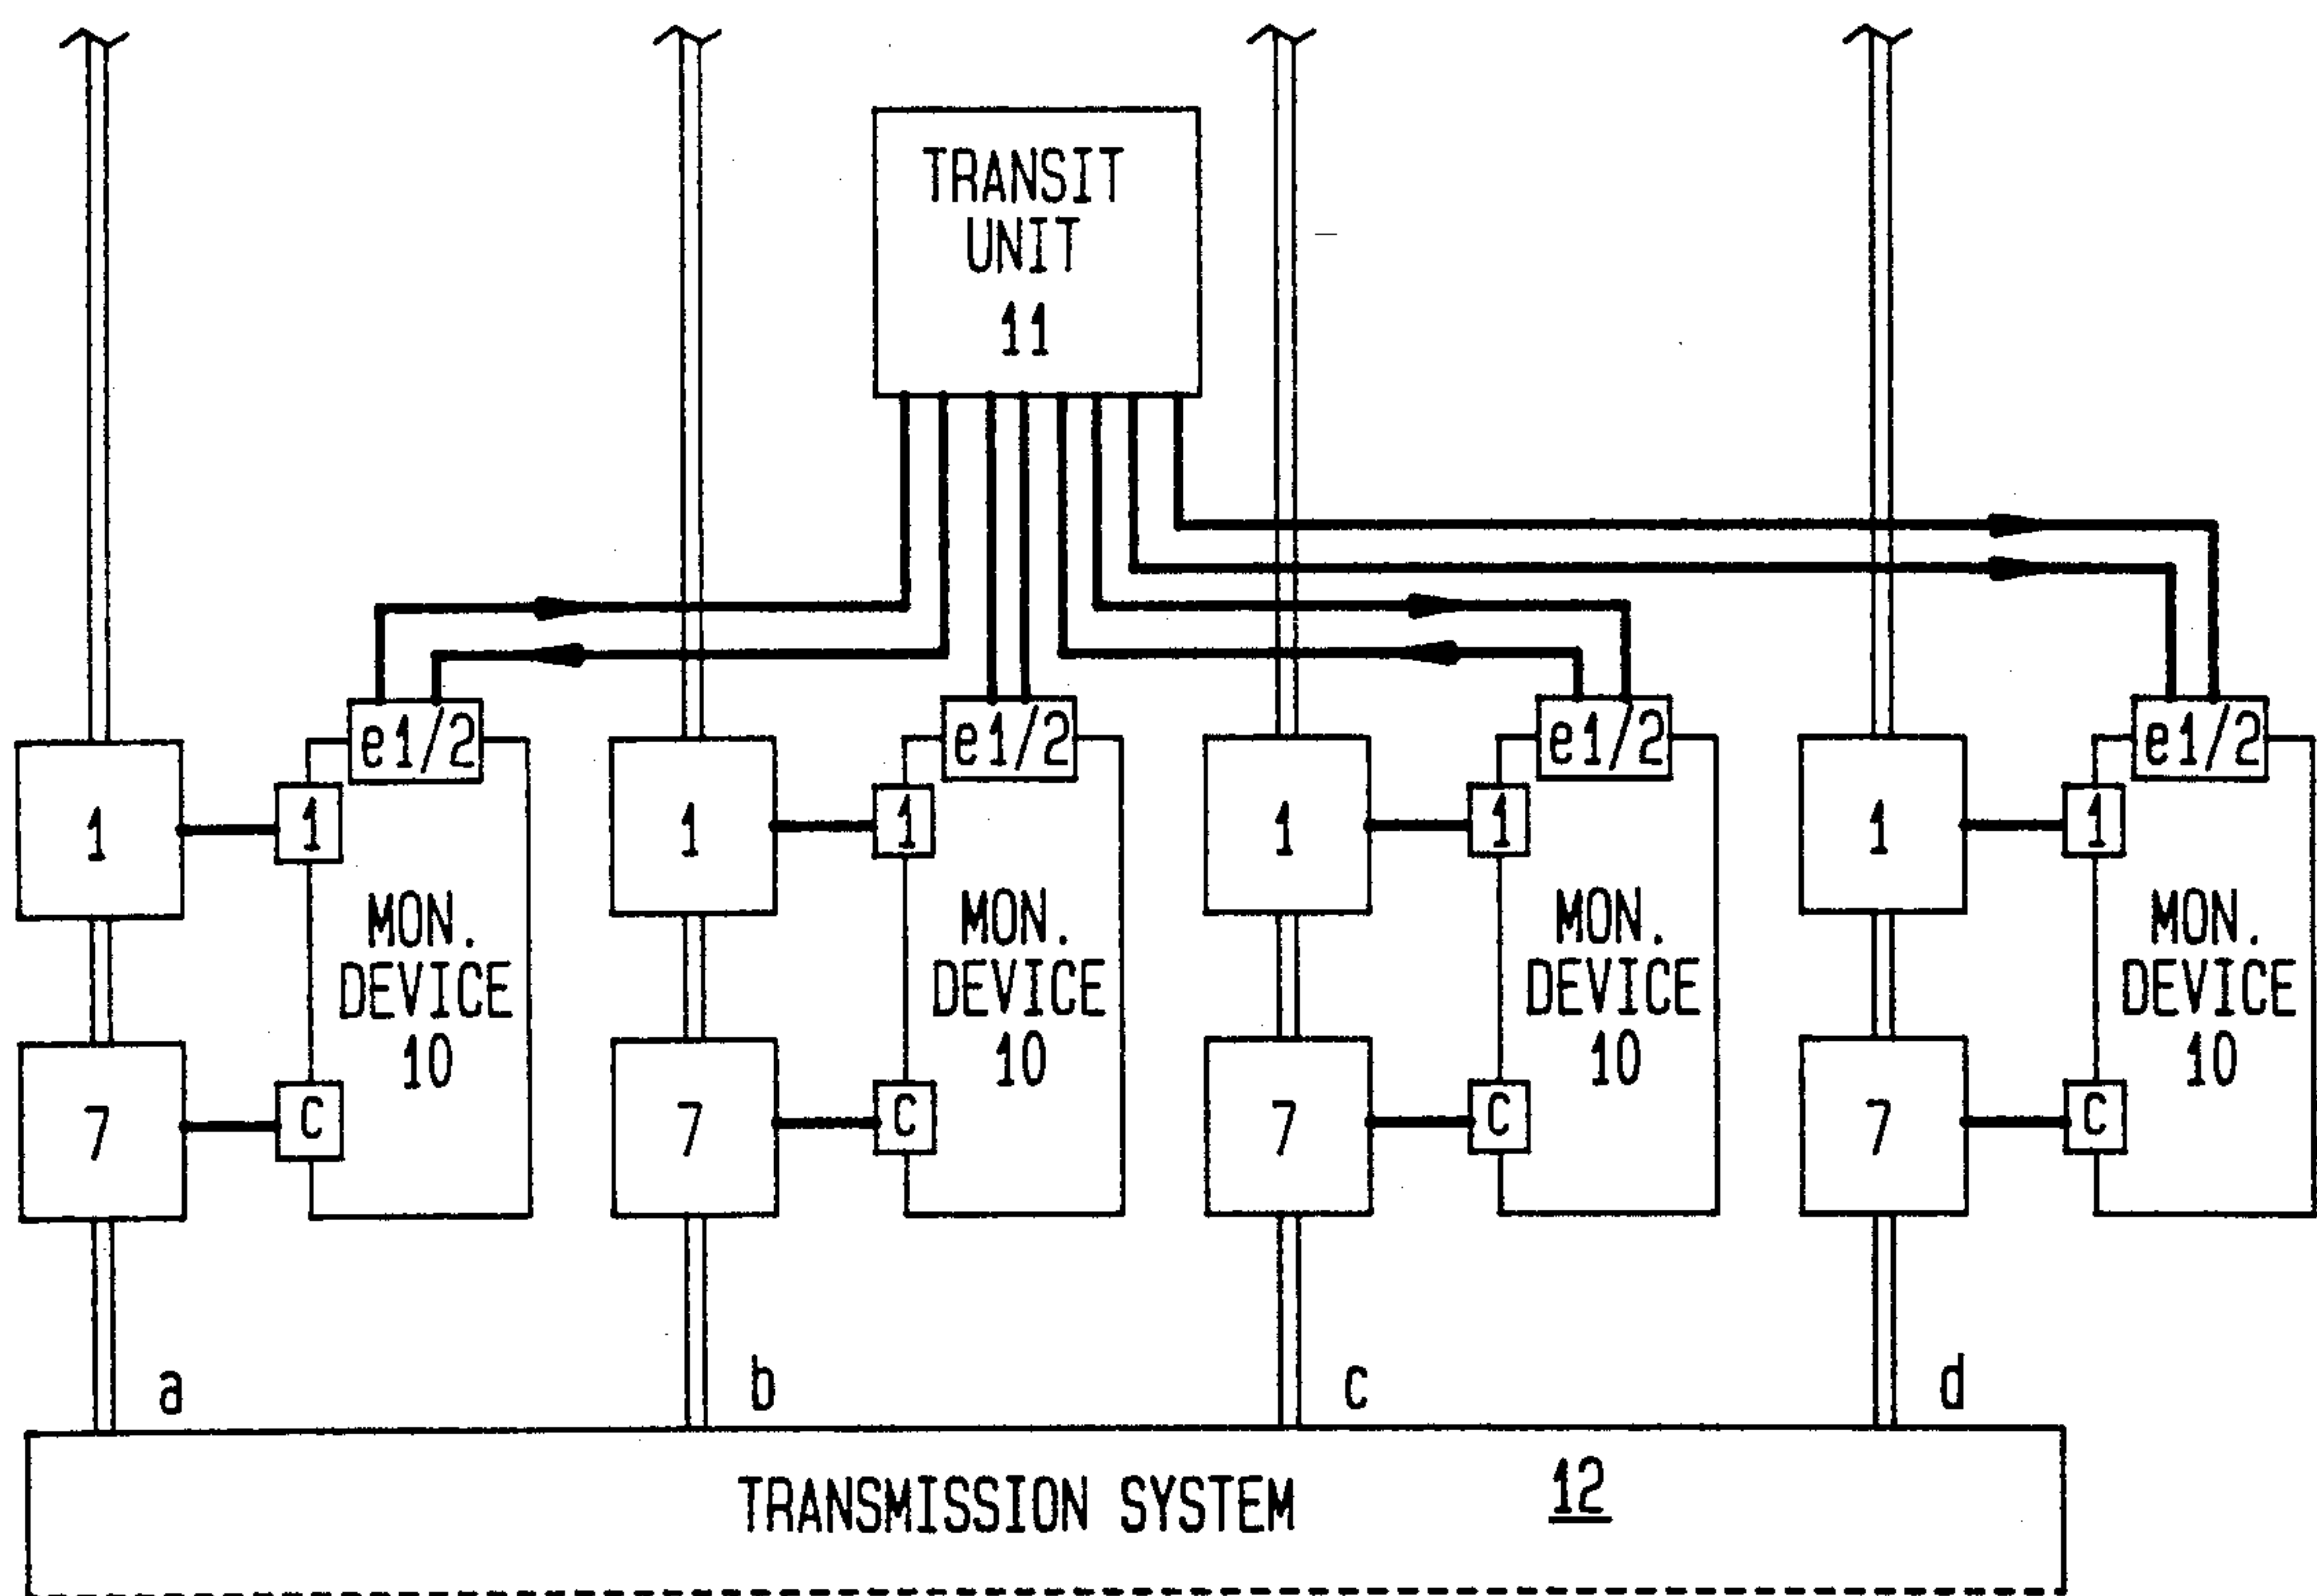 TRANSIT
UNIT
11
e1/2
e1/2
e1/2
e1/2
1
1
1
1
1
1
1
1
MON.
DEVICE
10
MON.
DEVICE
10
MON.
DEVICE
10
MON.
DEVICE
10
7
C
7
C
7
C
7
C
a
b
c
d
TRANSMISSION SYSTEM 12